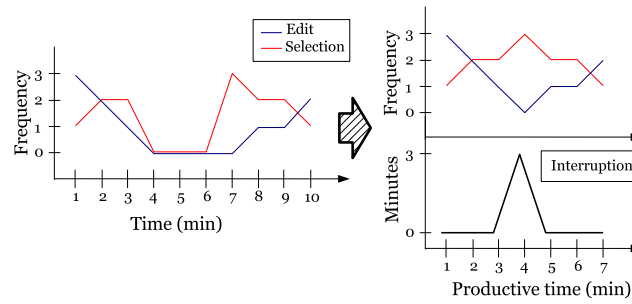 Edit
Selection
Frequency
3
2
1
0
1 2 3 4 5 6 7 8 9 10
Time (min)
Frequency
3
2
1
0
Minutes
3
0
Interruption
1 2 3 4 5 6 7
Productive time (min)